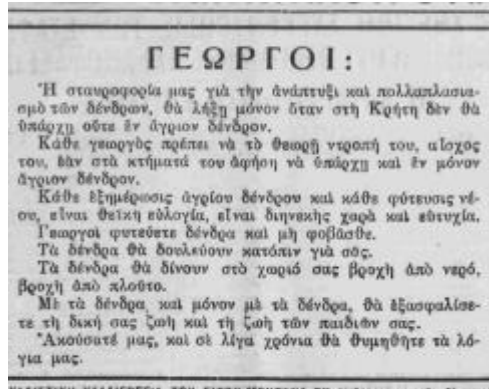 ΓΕΩΡΓΟΙ:
Ἡ σταυροφορία μας γιὰ τὴν ἀνάπτυξι καὶ πολλαπλασια-
σμὸ τῶν δένδρων, θὰ λήξῃ μόνον ὅταν στὴ Κρήτη δὲν θὰ
ὑπάρχῃ οὔτε ἓν ἄγριον δένδρον.
Κάθε γεωργὸς πρέπει νὰ τὸ θεωρῇ ντροπή του, αἶσχος
του, ἐὰν στὰ κτήματά του ἀφήσῃ νὰ ὑπάρχῃ καὶ ἓν μόνον
ἄγριον δένδρον.
Κάθε ἐξημέρωσις ἀγρίου δένδρου καὶ κάθε φύτευσις νέ-
ου, εἶναι θεϊκὴ εὐλογία, εἶναι διηνεκὴς χαρὰ καὶ εὐτυχία.
Γεωργοι φυτεύετε δένδρα καὶ μὴ φοβᾶσθε.
Τὰ δένδρα θὰ δουλεύουν κατόπιν γιὰ σᾶς.
Τὰ δένδρα θὰ δίνουν στὸ χωριό σας βροχὴ ἀπὸ νερό,
βροχὴ ἀπὸ πλοῦτο.
Μὲ τὰ δένδρα καὶ μόνον μὲ τὰ δένδρα, θὰ ἐξασφαλίσε-
τε τὴ δική σας ζωὴ καὶ τὴ ζωὴ τῶν παιδιῶν σας.
Ἀκούσατέ μας, καὶ σὲ λίγα χρόνια θὰ θυμηθῆτε τὰ λό-
για μας.